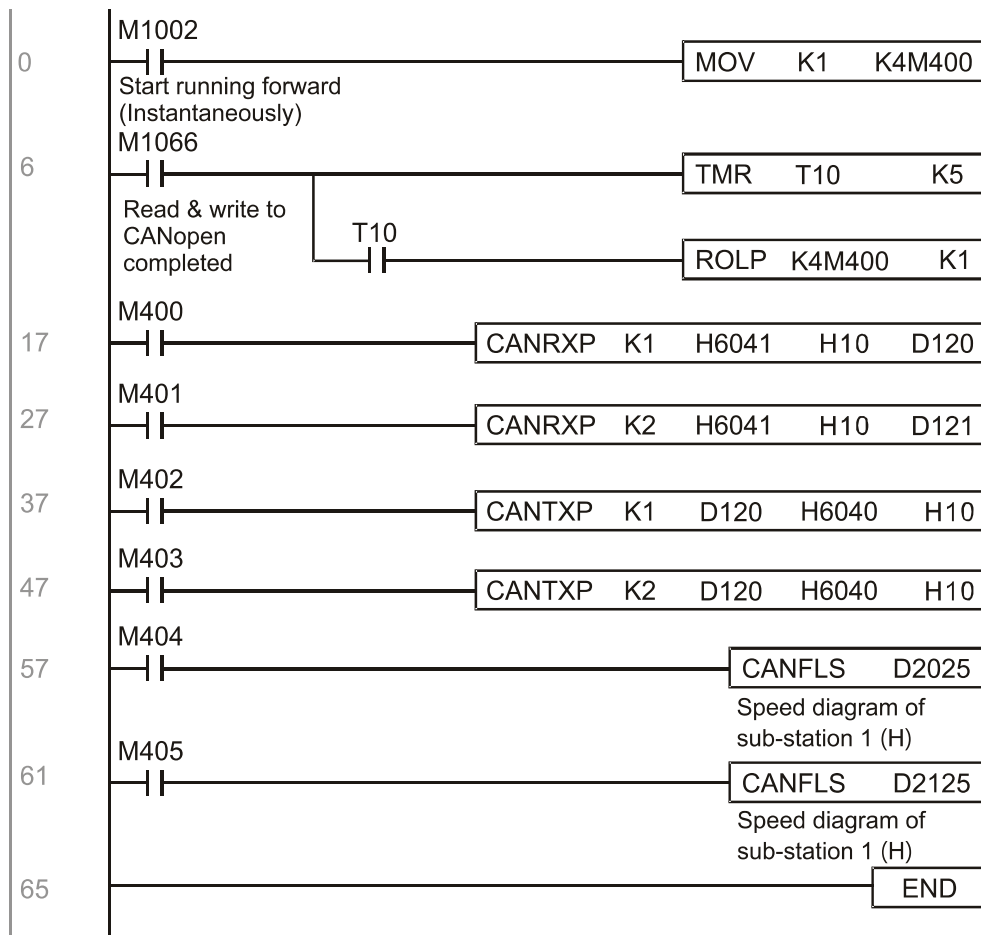 M1002
0 MOV K1 K4M400
Start running forward
(Instantaneously)
M1066
6 TMR T10 K5
Read & write to
CANopen
completed
T10
ROLP K4M400 K1
M400
17 CANRXP K1 H6041 H10 D120
M401
27 CANRXP K2 H6041 H10 D121
M402
37 CANTXP K1 D120 H6040 H10
M403
47 CANTXP K2 D120 H6040 H10
M404
57 CANFLS D2025
Speed diagram of
sub-station 1 (H)
M405
61 CANFLS D2125
Speed diagram of
sub-station 1 (H)
65 END